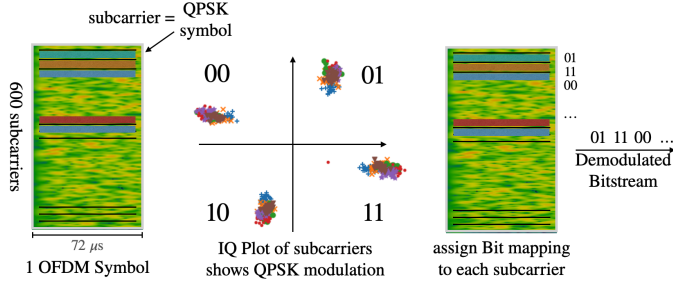 subcarrier = QPSK
symbol
600 subcarriers
72 μs
1 OFDM Symbol
00
01
10
11
IQ Plot of subcarriers
shows QPSK modulation
01
11
00
...
assign Bit mapping
to each subcarrier
01 11 00 ...
Demodulated
Bitstream